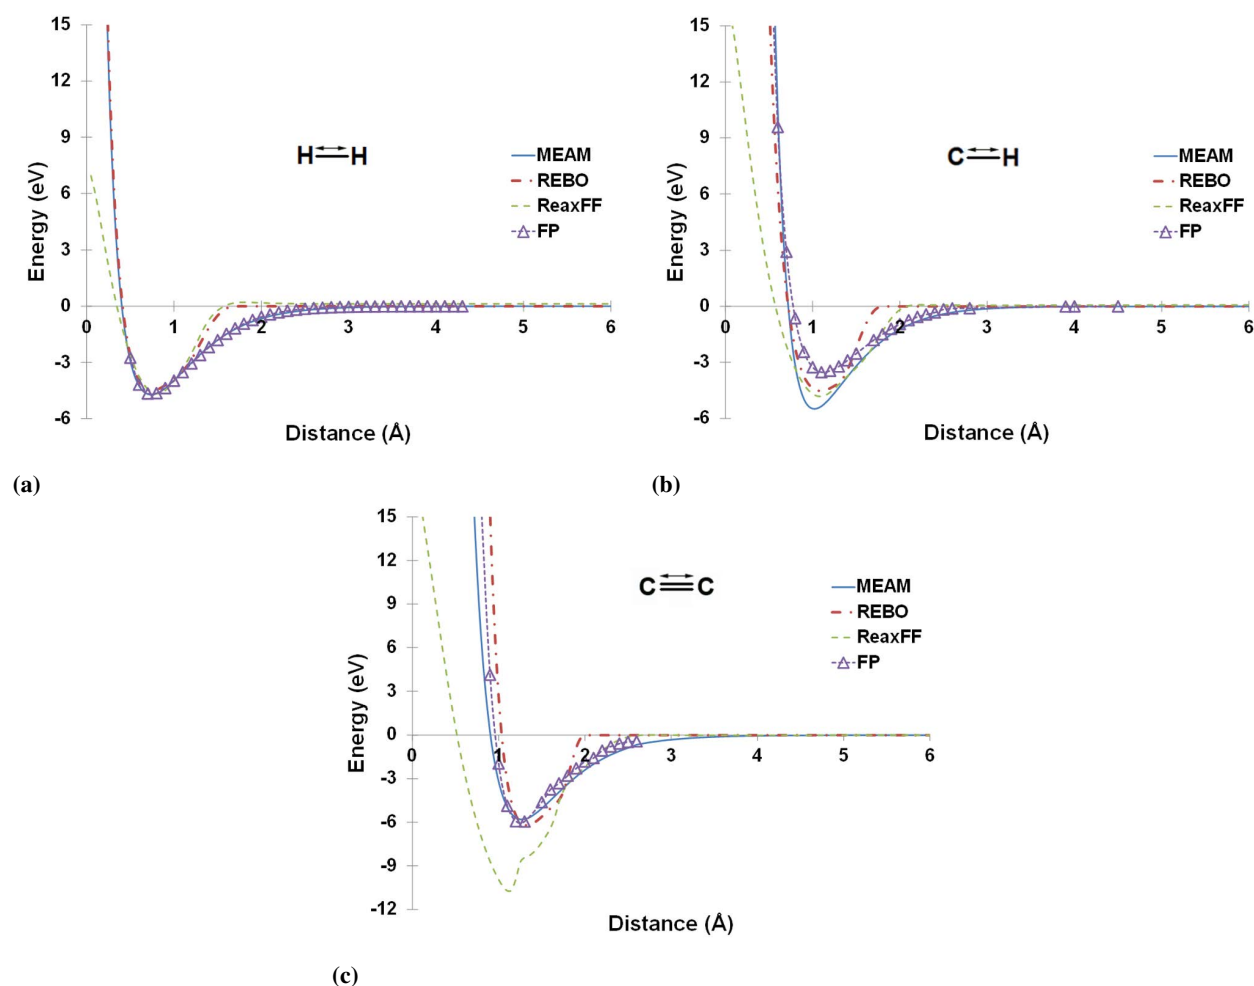 15
12
9
6
3
0
-3
-6
Energy (eV)
0 1 2 3 4 5 6
Distance (Å)
H H
MEAM
REBO
ReaxFF
FP
(a)
15
12
9
6
3
0
-3
-6
Energy (eV)
0 1 2 3 4 5 6
Distance (Å)
C H
MEAM
REBO
ReaxFF
FP
(b)
15
12
9
6
3
0
-3
-6
-9
-12
Energy (eV)
0 1 2 3 4 5 6
Distance (Å)
C C
MEAM
REBO
ReaxFF
FP
(c)